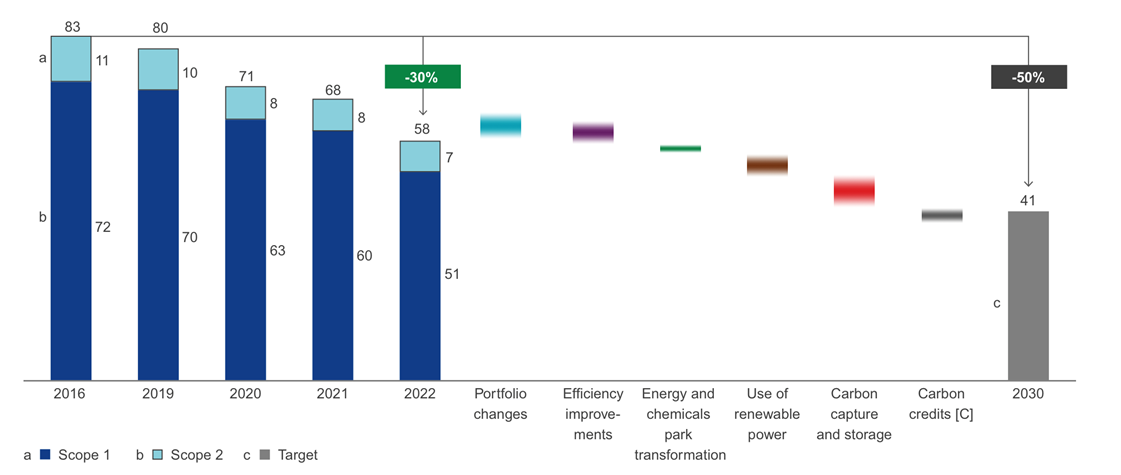 83
80
71
68
58
41
-30%
-50%
a
11
10
8
8
7
b
72
70
63
60
51
c
2016
2019
2020
2021
2022
Portfolio
changes
Efficiency
improve-
ments
Energy and
chemicals
park
transformation
Use of
renewable
power
Carbon
capture
and storage
Carbon
credits [C]
2030
a Scope 1 b Scope 2 c Target